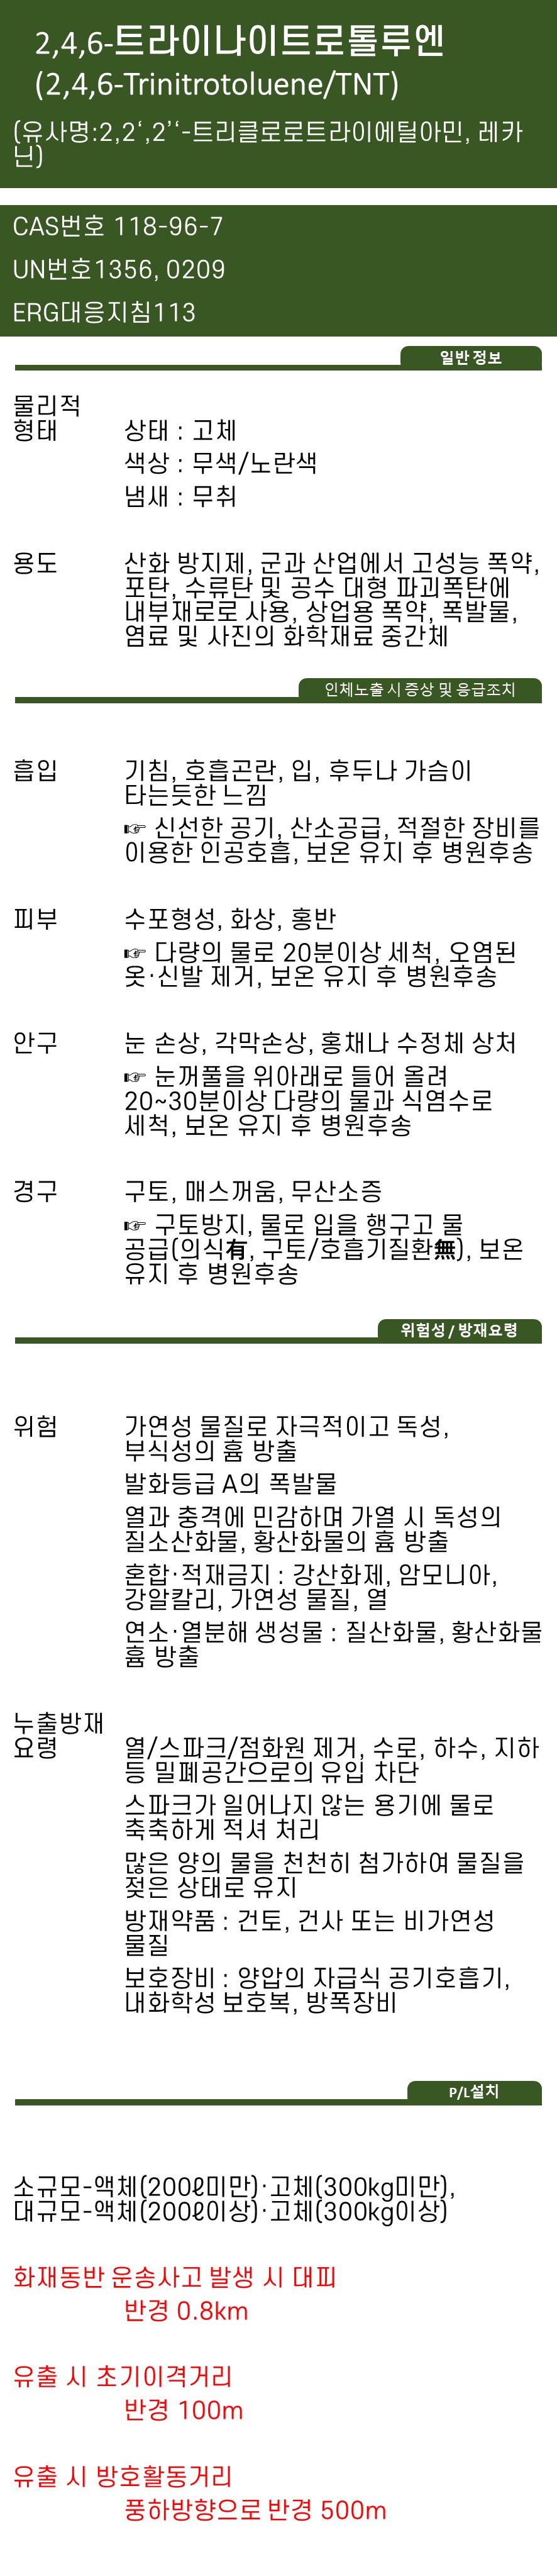 2,4,6-트라이나이트로톨루엔
(2,4,6-Trinitrotoluene/TNT)
(유사명:2,2‘,2’‘-트리클로로트라이에틸아민, 레카
닌)
CAS번호 118-96-7
UN번호1356, 0209
ERG대응지침113
일반 정보
물리적
형태 상태 : 고체
색상 : 무색/노란색
냄새 : 무취
용도 산화 방지제, 군과 산업에서 고성능 폭약,
포탄, 수류탄 및 공수 대형 파괴폭탄에
내부재로로 사용, 상업용 폭약, 폭발물,
염료 및 사진의 화학재료 중간체
인체노출 시 증상 및 응급조치
흡입 기침, 호흡곤란, 입, 후두나 가슴이
타는듯한 느낌
☞ 신선한 공기, 산소공급, 적절한 장비를
이용한 인공호흡, 보온 유지 후 병원후송
피부 수포형성, 화상, 홍반
☞ 다량의 물로 20분이상 세척, 오염된
옷·신발 제거, 보온 유지 후 병원후송
안구 눈 손상, 각막손상, 홍채나 수정체 상처
☞ 눈꺼풀을 위아래로 들어 올려
20~30분이상 다량의 물과 식염수로
세척, 보온 유지 후 병원후송
경구 구토, 매스꺼움, 무산소증
☞ 구토방지, 물로 입을 행구고 물
공급(의식有, 구토/호흡기질환無), 보온
유지 후 병원후송
위험성 / 방재요령
위험 가연성 물질로 자극적이고 독성,
부식성의 흄 방출
발화등급 A의 폭발물
열과 충격에 민감하며 가열 시 독성의
질소산화물, 황산화물의 흄 방출
혼합·적재금지 : 강산화제, 암모니아,
강알칼리, 가연성 물질, 열
연소·열분해 생성물 : 질산화물, 황산화물
흄 방출
누출방재
요령 열/스파크/점화원 제거, 수로, 하수, 지하
등 밀폐공간으로의 유입 차단
스파크가 일어나지 않는 용기에 물로
축축하게 적셔 처리
많은 양의 물을 천천히 첨가하여 물질을
젖은 상태로 유지
방재약품 : 건토, 건사 또는 비가연성
물질
보호장비 : 양압의 자급식 공기호흡기,
내화학성 보호복, 방폭장비
P/L설치
소규모-액체(200ℓ미만)·고체(300kg미만),
대규모-액체(200ℓ이상)·고체(300kg이상)
화재동반 운송사고 발생 시 대피
반경 0.8km
유출 시 초기이격거리
반경 100m
유출 시 방호활동거리
풍하방향으로 반경 500m